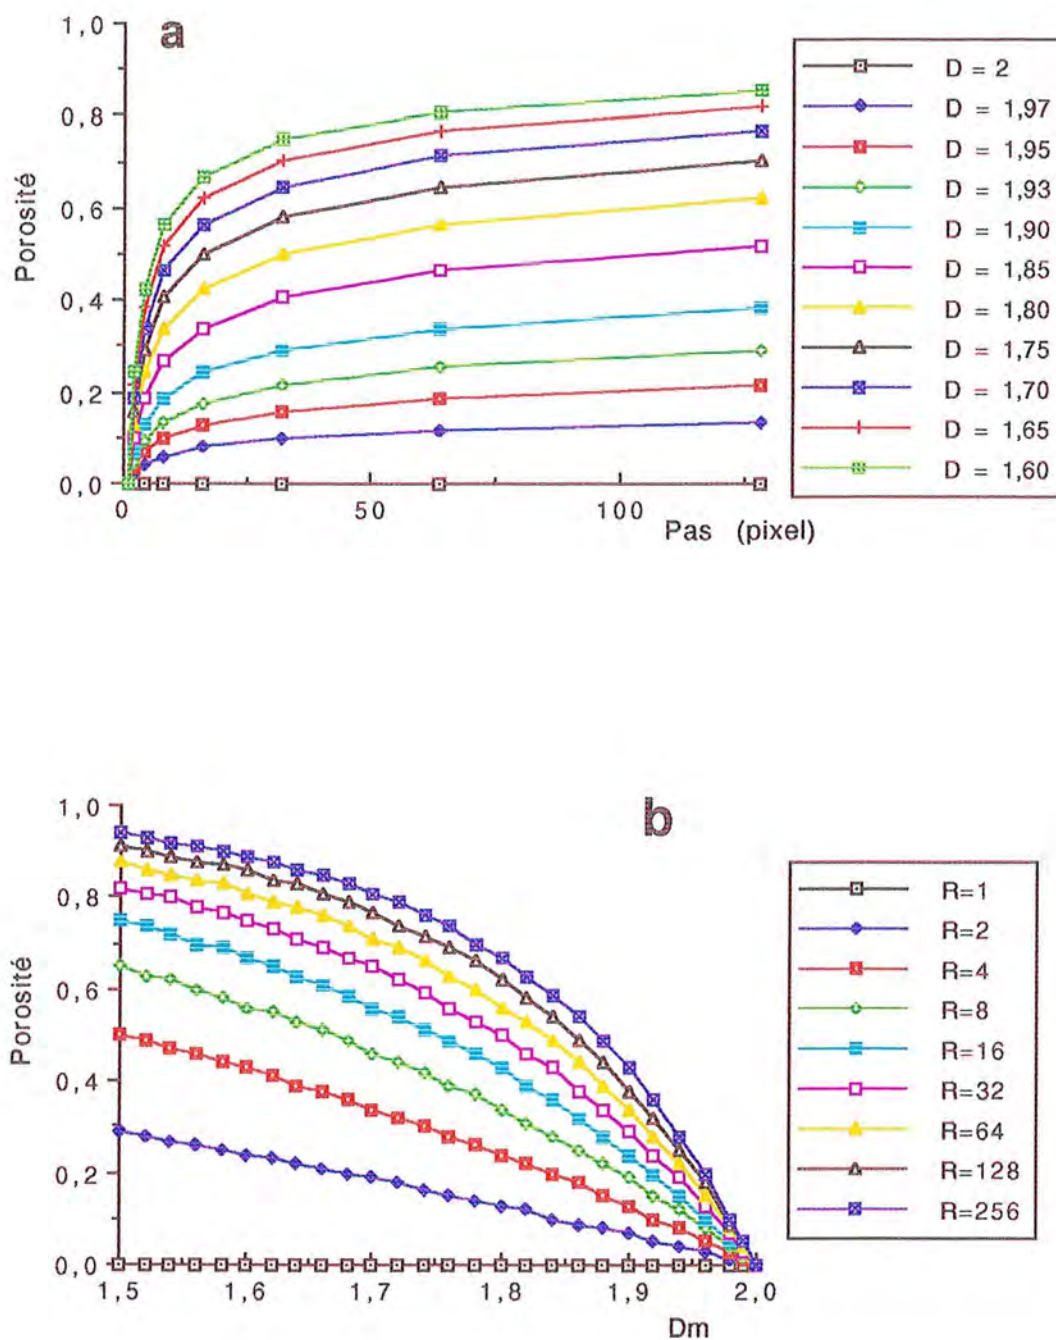 a
1,0
0,8
0,6
0,4
0,2
0,0
Porosité
0
50
100
Pas (pixel)
D = 2
D = 1,97
D = 1,95
D = 1,93
D = 1,90
D = 1,85
D = 1,80
D = 1,75
D = 1,70
D = 1,65
D = 1,60
b
1,0
0,8
0,6
0,4
0,2
0,0
Porosité
1,5
1,6
1,7
1,8
1,9
2,0
Dm
R=1
R=2
R=4
R=8
R=16
R=32
R=64
R=128
R=256